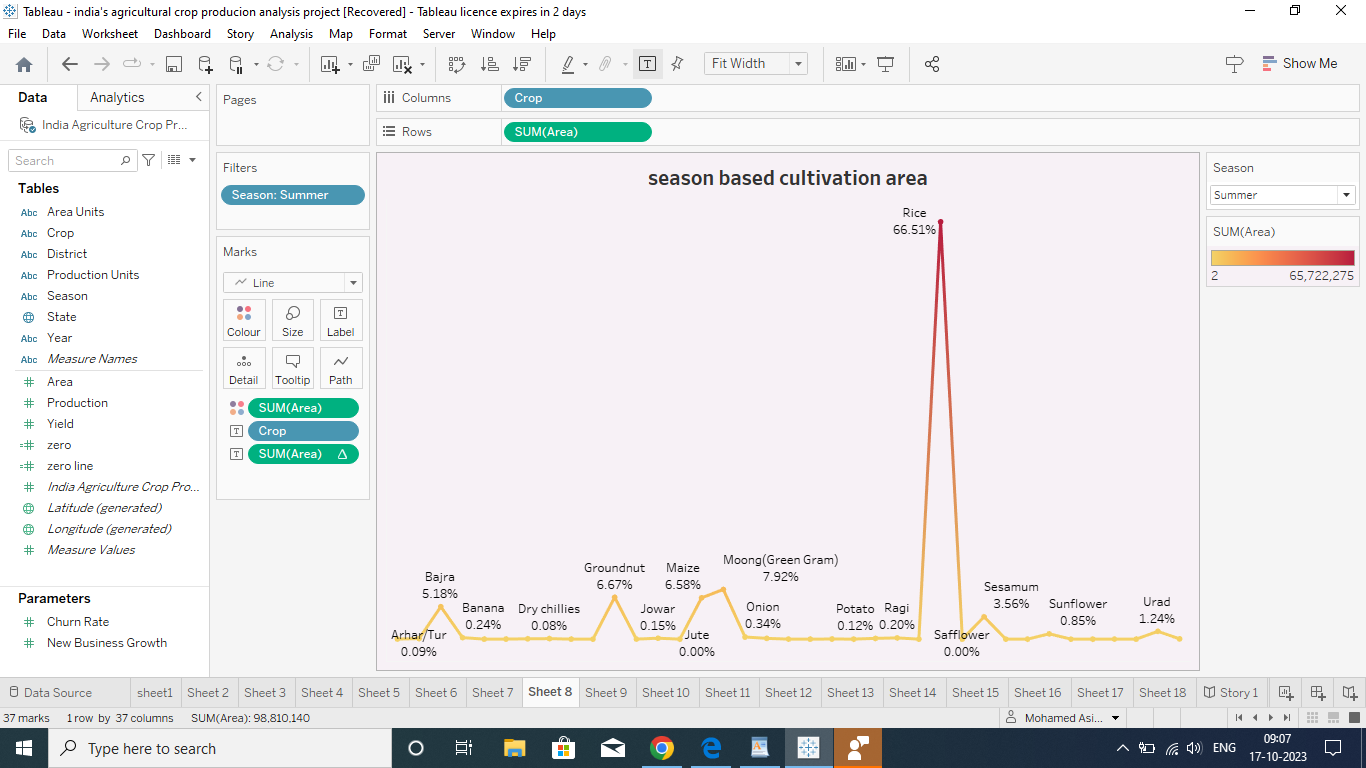 Tableau - india's agricultural crop producion analysis project [Recovered] - Tableau licence expires in 2 days
File Data Worksheet Dashboard Story Analysis Map Format Server Window Help
Fit Width
Show Me
Data Analytics
India Agriculture Crop Pr...
Search
Tables
Abc Area Units
Abc Crop
Abc District
Abc Production Units
Abc Season
State
Abc Year
Abc Measure Names
# Area
# Production
# Yield
=# zero
=# zero line
# India Agriculture Crop Pro...
Latitude (generated)
Longitude (generated)
# Measure Values
Parameters
# Churn Rate
# New Business Growth
Pages
Filters
Season: Summer
Marks
Line
Colour Size Label
Detail Tooltip Path
SUM(Area)
Crop
SUM(Area) Δ
Columns Crop
Rows SUM(Area)
season based cultivation area
Rice
66.51%
Bajra
5.18%
Groundnut
6.67%
Maize
6.58%
Moong(Green Gram)
7.92%
Sesamum
3.56%
Banana
0.24%
Dry chillies
0.08%
Jowar
0.15%
Onion
0.34%
Potato
0.12%
Ragi
0.20%
Sunflower
0.85%
Urad
1.24%
Arhar/Tur
0.09%
Jute
0.00%
Safflower
0.00%
Season
Summer
SUM(Area)
2 65,722,275
Data Source sheet1 Sheet 2 Sheet 3 Sheet 4 Sheet 5 Sheet 6 Sheet 7 Sheet 8 Sheet 9 Sheet 10 Sheet 11 Sheet 12 Sheet 13 Sheet 14 Sheet 15 Sheet 16 Sheet 17 Sheet 18 Story 1
37 marks 1 row by 37 columns SUM(Area): 98,810,140
Mohamed Asi...
Type here to search
ENG
09:07
17-10-2023